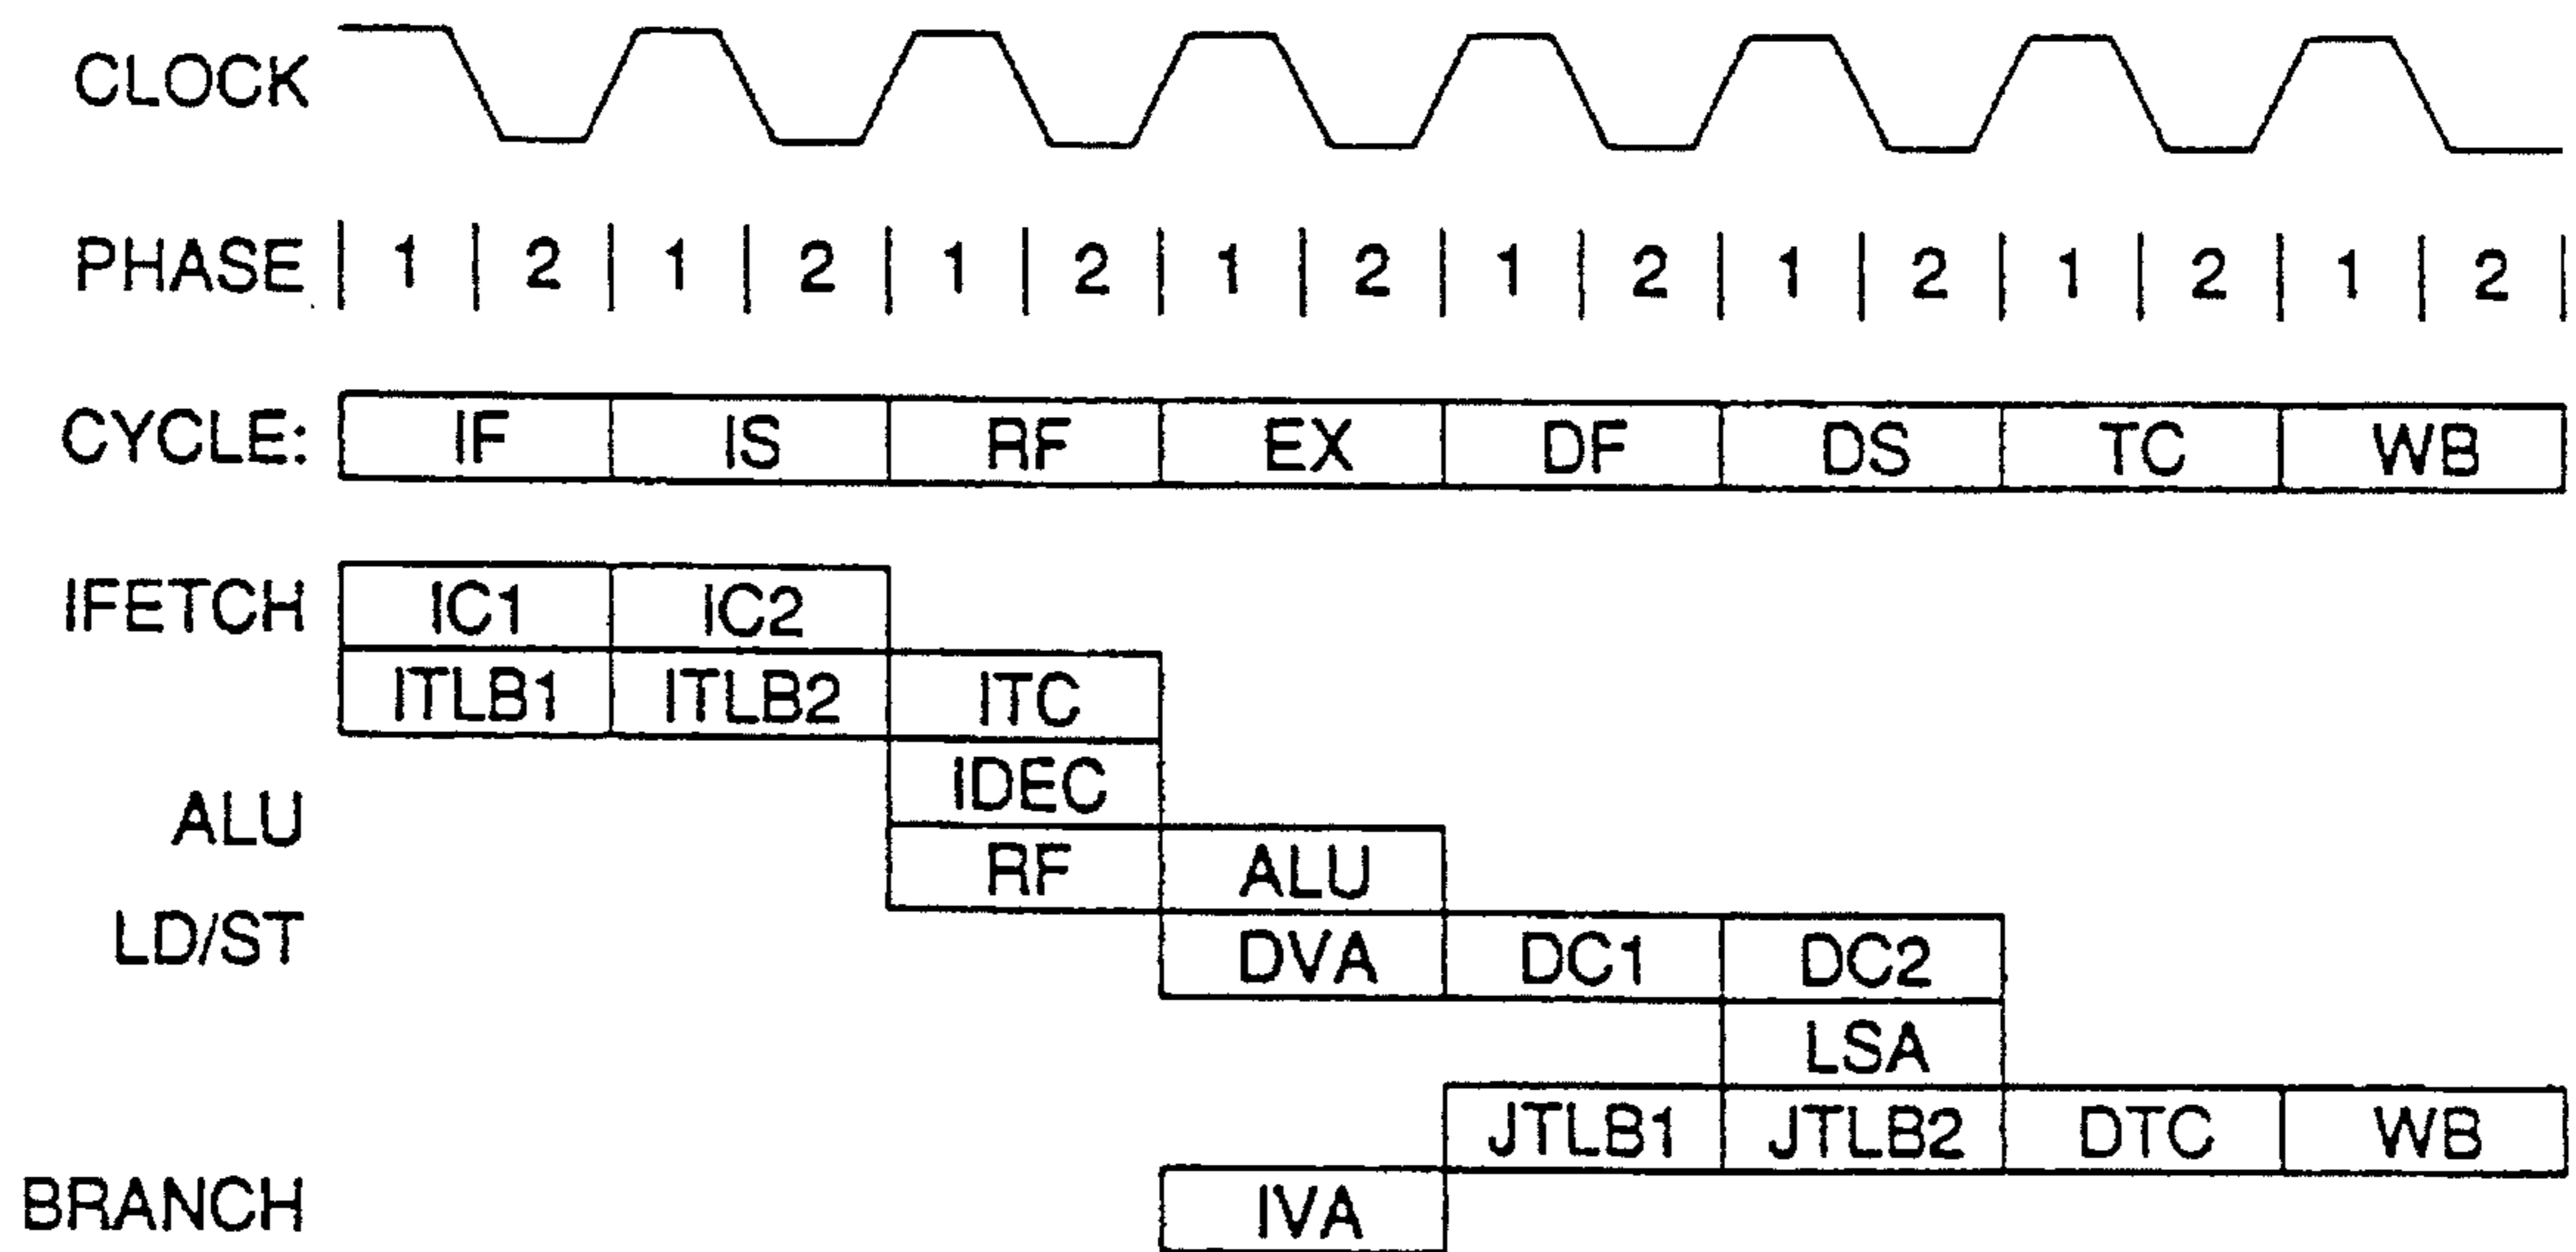 CLOCK
PHASE | 1 | 2 | 1 | 2 | 1 | 2 | 1 | 2 | 1 | 2 | 1 | 2 | 1 | 2 | 1 | 2 |
CYCLE: IF IS RF EX DF DS TC WB
IFETCH IC1 IC2
ITLB1 ITLB2 ITC
IDEC
ALU
RF ALU
LD/ST DVA DC1 DC2
LSA
JTLB1 JTLB2 DTC WB
BRANCH IVA